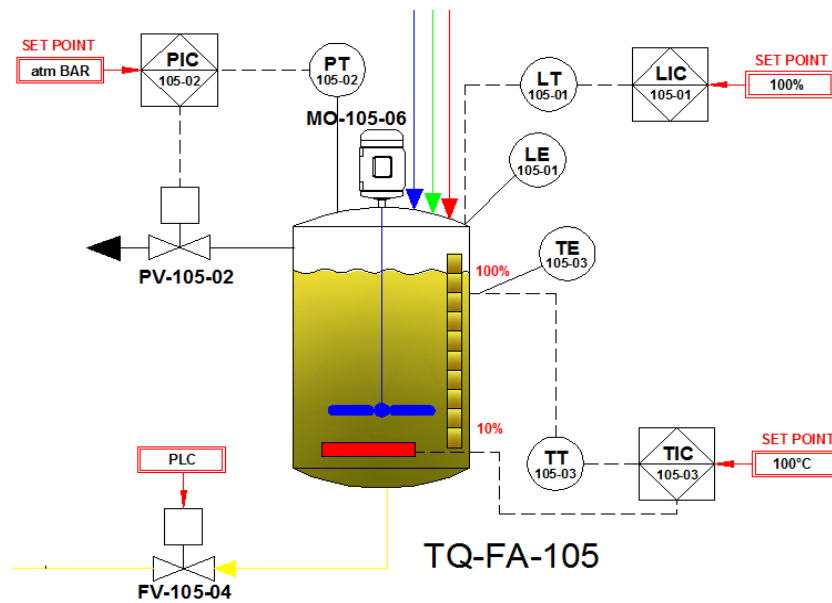 SET POINT
atm BAR
PIC
105-02
PT
105-02
MO-105-06
LT
105-01
LIC
105-01
SET POINT
100%
LE
105-01
TE
105-03
PV-105-02
100%
10%
PLC
TT
105-03
TIC
105-03
SET POINT
100°C
TQ-FA-105
FV-105-04